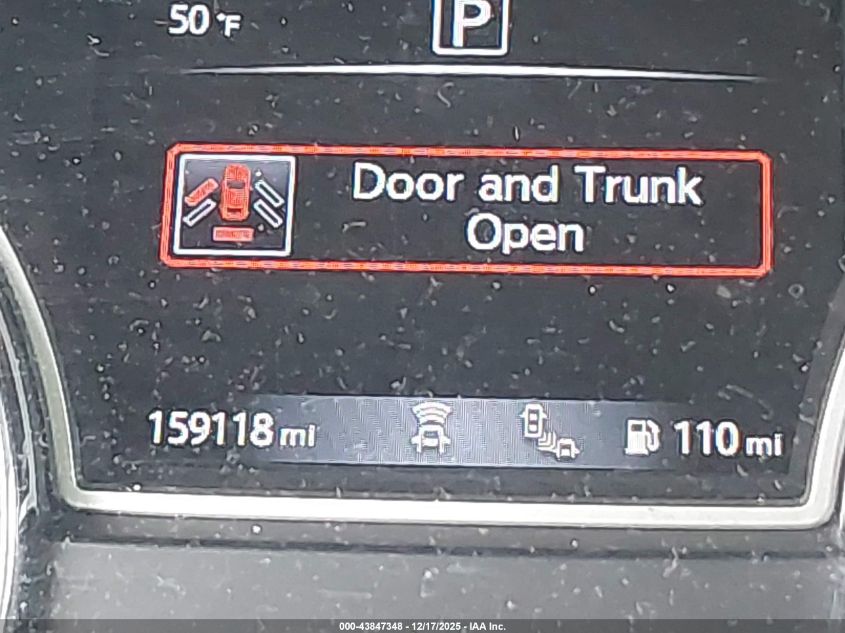 50°F
P
Door and Trunk
Open
159118 mi
110 mi
000-43847348 - 12/17/2025 - IAA Inc.